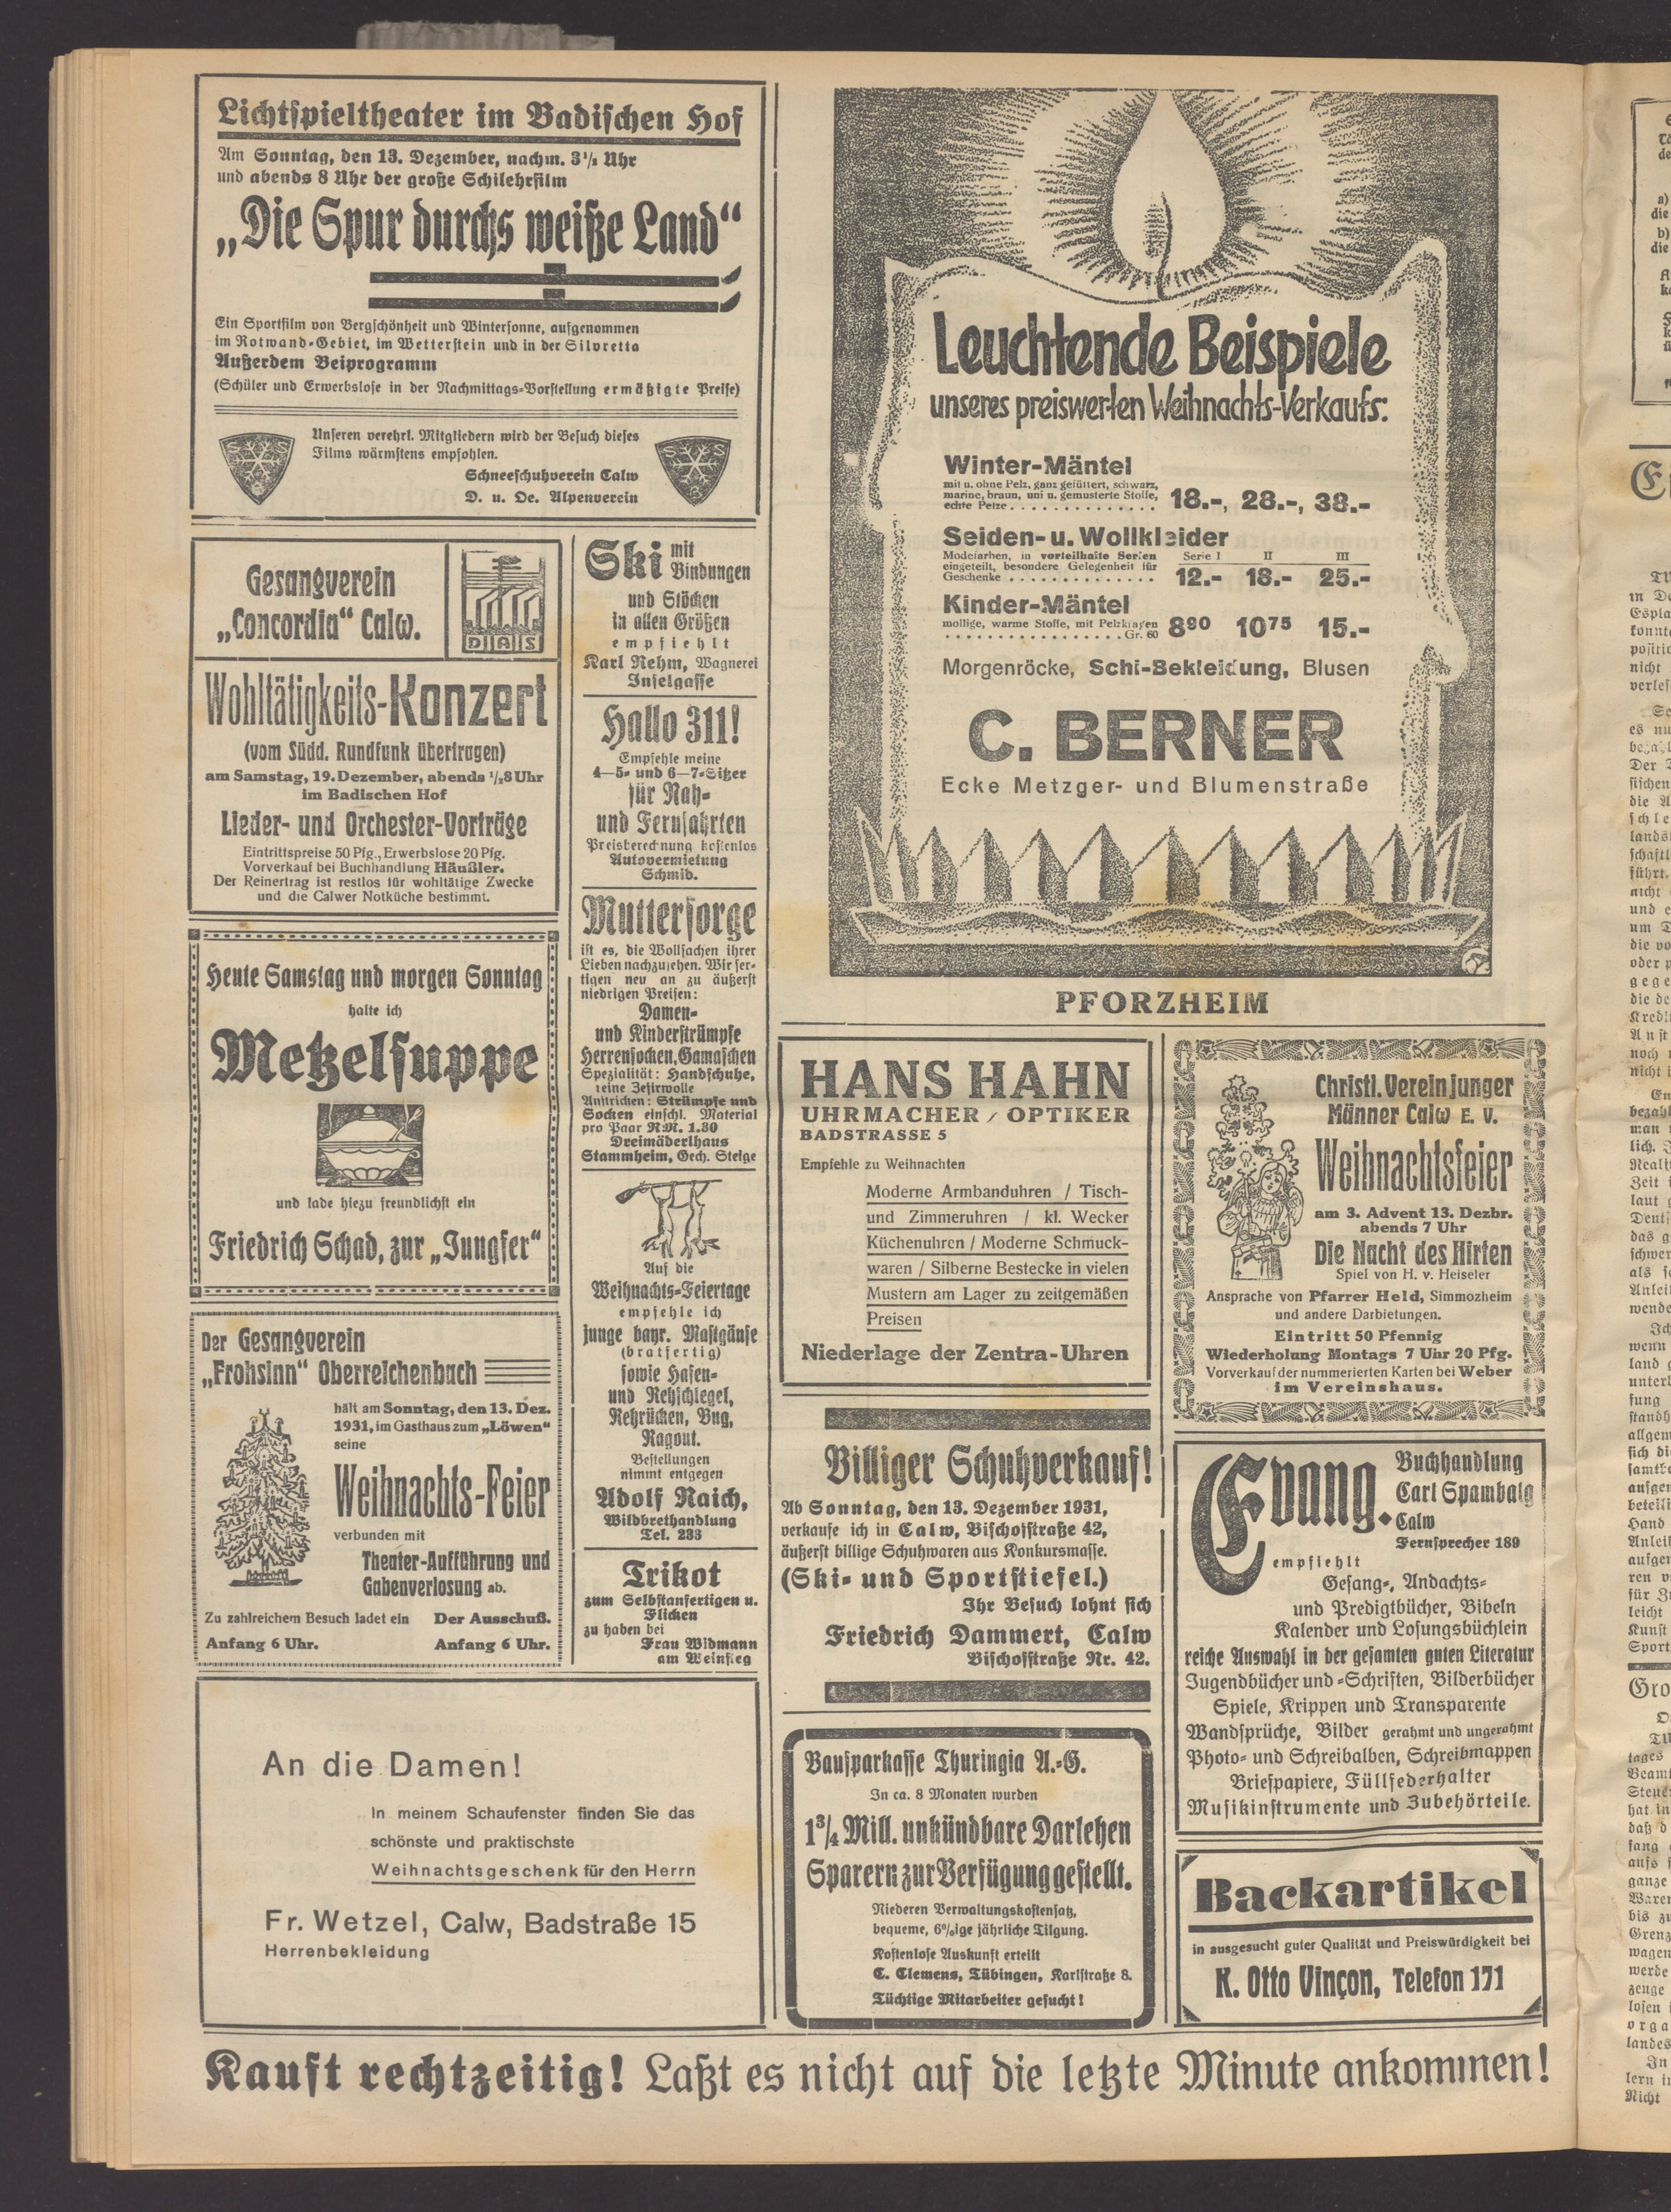 Lichtspieltheater im Badischen Hof
Am Sonntag, den 13. Dezember, nachm. 3½ Uhr
und abends 8 Uhr der große Schilehrfilm
„Die Spur durchs weiße Land“
Ein Sportfilm von Bergschönheit und Wintersonne, aufgenommen
im Rotwand-Gebiet, im Wetterstein und in der Silvretta
Außerdem Beiprogramm
(Schüler und Erwerbslose in der Nachmittags-Vorstellung ermäßigte Preise)
Unseren verehrl. Mitgliedern wird der Besuch dieses
Films wärmstens empfohlen.
Schneeschuhverein Calw
D. u. Oe. Alpenverein
Gesangverein
„Concordia“ Calw.
DAS
Wohltätigkeits-Konzert
(vom Südd. Rundfunk übertragen)
am Samstag, 19. Dezember, abends ½8 Uhr
im Badischen Hof
Lieder- und Orchester-Vorträge
Eintrittspreise 50 Pfg., Erwerbslose 20 Pfg.
Vorverkauf bei Buchhandlung Häußler.
Der Reinertrag ist restlos für wohltätige Zwecke
und die Calwer Notküche bestimmt.
Heute Samstag und morgen Sonntag
halte ich
Metzelsuppe
und lade hiezu freundlichst ein
Friedrich Schad, zur „Jungfer“
Der Gesangverein
„Frohsinn“ Oberreichenbach
hält am Sonntag, den 13. Dez.
1931, im Gasthaus zum „Löwen“
seine
Weihnachts-Feier
verbunden mit
Theater-Aufführung und
Gabenverlosung ab.
Zu zahlreichem Besuch ladet ein Der Ausschuß.
Anfang 6 Uhr. Anfang 6 Uhr.
Ski mit
Bindungen
und Stöcken
in allen Größen
empfiehlt
Karl Rehm, Wagnerei
Inselgasse
Hallo 311!
Empfehle meine
4—5- und 6—7-Sitzer
für Nah-
und Fernfahrten
Preisberechnung kostenlos
Autovermietung
Schmid.
Muttersorge
ist es, die Wollsachen ihrer
Lieben nachzusehen. Wir fer-
tigen neu an zu äußerst
niedrigen Preisen:
Damen-
und Kinderstrümpfe
Herrensocken, Gamaschen
Spezialität: Handschuhe,
reine Zefirwolle
Anstricken: Strümpfe und
Socken einschl. Material
pro Paar RM. 1.30
Dreimäderlhaus
Stammheim, Gech. Steige
Auf die
Weihnachts-Feiertage
empfehle ich
junge bayr. Mastgänse
(bratfertig)
sowie Hasen-
und Rehschlegel,
Rehrücken, Bug,
Ragout.
Bestellungen
nimmt entgegen
Adolf Raich,
Wildbrethandlung
Tel. 233
Trikot
zum Selbstanfertigen u.
Flicken
zu haben bei
Frau Widmann
am Weinsteg
An die Damen!
In meinem Schaufenster finden Sie das
schönste und praktischste
Weihnachtsgeschenk für den Herrn
Fr. Wetzel, Calw, Badstraße 15
Herrenbekleidung
Leuchtende Beispiele
unseres preiswerten Weihnachts-Verkaufs:
Winter-Mäntel
mit u. ohne Pelz, ganz gefüttert, schwarz,
marine, braun, uni u. gemusterte Stoffe,
echte Pelze . . . . . . . . . . . . . . 18.-, 28.-, 38.-
Seiden- u. Wollkleider
Modefarben, in vorteilhafte Serien Serie I II III
eingeteilt, besondere Gelegenheit für
Geschenke . . . . . . . . . . . . . . 12.- 18.- 25.-
Kinder-Mäntel
mollige, warme Stoffe, mit Pelzkragen
. . . . . . . . . . . . . . . . Gr. 60 8⁹⁰ 10⁷⁵ 15.-
Morgenröcke, Schi-Bekleidung, Blusen
C. BERNER
Ecke Metzger- und Blumenstraße
PFORZHEIM
HANS HAHN
UHRMACHER / OPTIKER
BADSTRASSE 5
Empfehle zu Weihnachten
Moderne Armbanduhren / Tisch-
und Zimmeruhren / kl. Wecker
Küchenuhren / Moderne Schmuck-
waren / Silberne Bestecke in vielen
Mustern am Lager zu zeitgemäßen
Preisen
Niederlage der Zentra-Uhren
Billiger Schuhverkauf!
Ab Sonntag, den 13. Dezember 1931,
verkaufe ich in Calw, Bischofstraße 42,
äußerst billige Schuhwaren aus Konkursmasse.
(Ski- und Sportstiefel.)
Ihr Besuch lohnt sich
Friedrich Dammert, Calw
Bischofstraße Nr. 42.
Bausparkasse Thuringia A.-G.
In ca. 8 Monaten wurden
1¾ Mill. unkündbare Darlehen
Sparern zur Verfügung gestellt.
Niederen Verwaltungskostensatz,
bequeme, 6%ige jährliche Tilgung.
Kostenlose Auskunft erteilt
C. Clemens, Tübingen, Karlstraße 8.
Tüchtige Mitarbeiter gesucht!
Christl. Verein junger
Männer Calw E. V.
Weihnachtsfeier
am 3. Advent 13. Dezbr.
abends 7 Uhr
Die Nacht des Hirten
Spiel von H. v. Heiseler
Ansprache von Pfarrer Held, Simmozheim
und andere Darbietungen.
Eintritt 50 Pfennig
Wiederholung Montags 7 Uhr 20 Pfg.
Vorverkauf der nummerierten Karten bei Weber
im Vereinshaus.
Evang. Buchhandlung
Carl Spambalg
Calw
Fernsprecher 189
empfiehlt
Gesang-, Andachts-
und Predigtbücher, Bibeln
Kalender und Losungsbüchlein
reiche Auswahl in der gesamten guten Literatur
Jugendbücher und -Schriften, Bilderbücher
Spiele, Krippen und Transparente
Wandsprüche, Bilder gerahmt und ungerahmt
Photo- und Schreibalben, Schreibmappen
Briefpapiere, Füllfederhalter
Musikinstrumente und Zubehörteile.
Backartikel
in ausgesucht guter Qualität und Preiswürdigkeit bei
K. Otto Vinçon, Telefon 171
Kauft rechtzeitig! Laßt es nicht auf die letzte Minute ankommen!